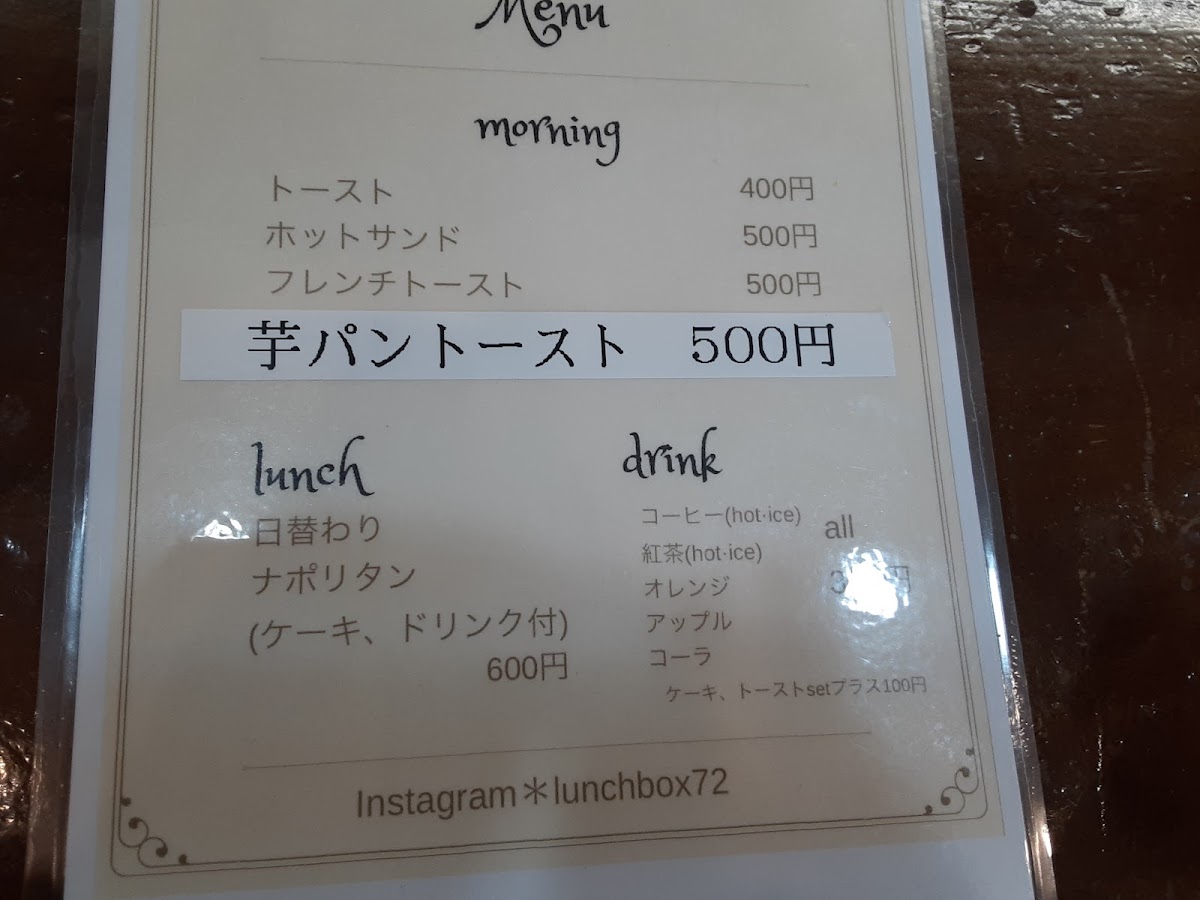 Menu
morning
トースト 400円
ホットサンド 500円
フレンチトースト 500円
芋パントースト 500円
lunch
日替わり
ナポリタン
(ケーキ、ドリンク付)
600円
drink
コーヒー(hot·ice)
紅茶(hot·ice)
オレンジ
アップル
コーラ
all
円
ケーキ、トーストsetプラス100円
Instagram＊lunchbox72